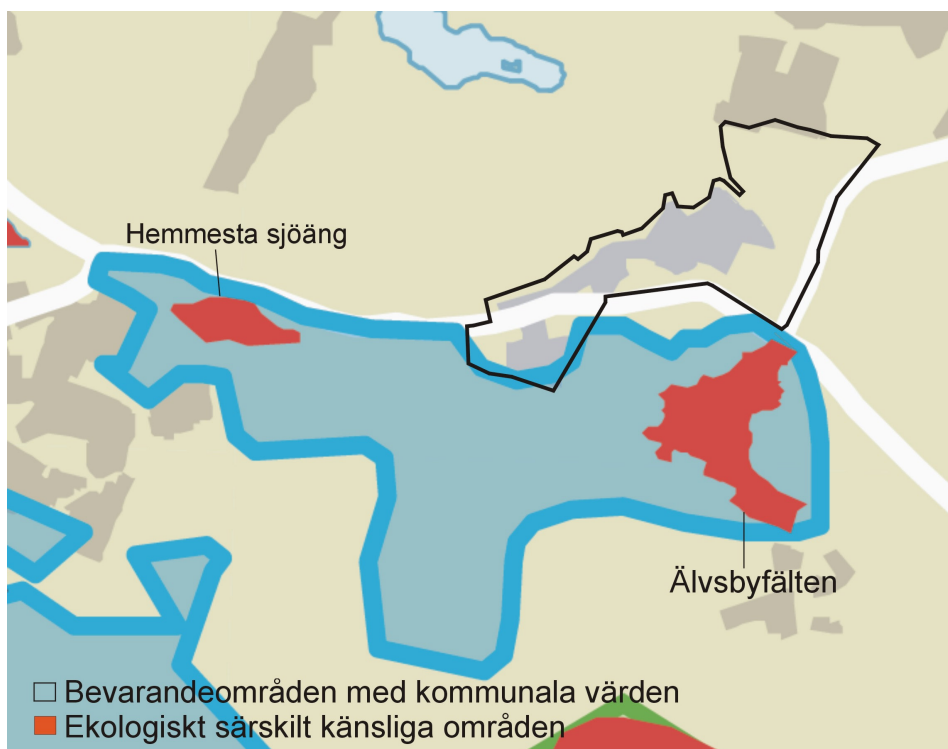 Hemmesta sjöäng
Älvsbyfälten
Bevarandeområden med kommunala värden
Ekologiskt särskilt känsliga områden